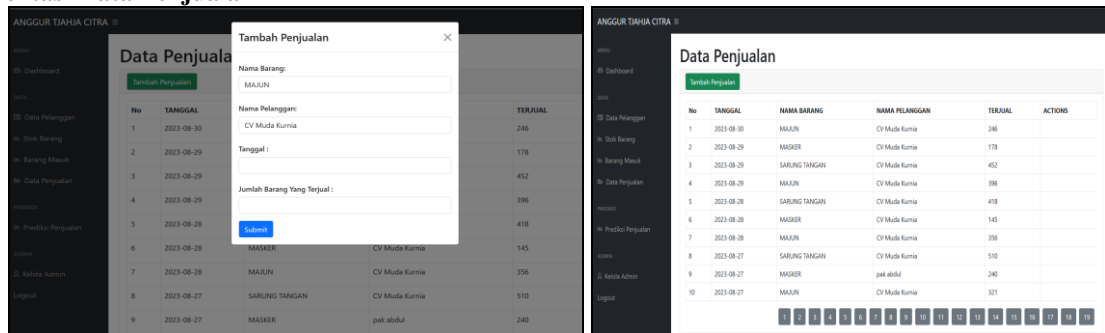 ANGGUR TJAHJA CITRA
MENU
Dashboard
DATA
Data Pelanggan
Stok Barang
Barang Masuk
Data Penjualan
PREDIKSI
Prediksi Penjualan
ADMIN
Kelola Admin
Logout
Data Penjuala
Tambah Penjualan
No TANGGAL TERJUAL
1 2023-08-30 246
2 2023-08-29 178
3 2023-08-29 452
4 2023-08-29 396
5 2023-08-28 418
6 2023-08-28 MASKER CV Muda Kurnia 145
7 2023-08-28 MAJUN CV Muda Kurnia 356
8 2023-08-27 SARUNG TANGAN CV Muda Kurnia 510
9 2023-08-27 MASKER pak abdul 240
Tambah Penjualan ×
Nama Barang:
MAJUN
Nama Pelanggan:
CV Muda Kurnia
Tanggal :
Jumlah Barang Yang Terjual :
Submit
ANGGUR TJAHJA CITRA
MENU
Dashboard
DATA
Data Pelanggan
Stok Barang
Barang Masuk
Data Penjualan
PREDIKSI
Prediksi Penjualan
ADMIN
Kelola Admin
Logout
Data Penjualan
Tambah Penjualan
No TANGGAL NAMA BARANG NAMA PELANGGAN TERJUAL ACTIONS
1 2023-08-30 MAJUN CV Muda Kurnia 246
2 2023-08-29 MASKER CV Muda Kurnia 178
3 2023-08-29 SARUNG TANGAN CV Muda Kurnia 452
4 2023-08-29 MAJUN CV Muda Kurnia 396
5 2023-08-28 SARUNG TANGAN CV Muda Kurnia 418
6 2023-08-28 MASKER CV Muda Kurnia 145
7 2023-08-28 MAJUN CV Muda Kurnia 356
8 2023-08-27 SARUNG TANGAN CV Muda Kurnia 510
9 2023-08-27 MASKER pak abdul 240
10 2023-08-27 MAJUN CV Muda Kurnia 321
1 2 3 4 5 6 7 8 9 10 11 12 13 14 15 16 17 18 19